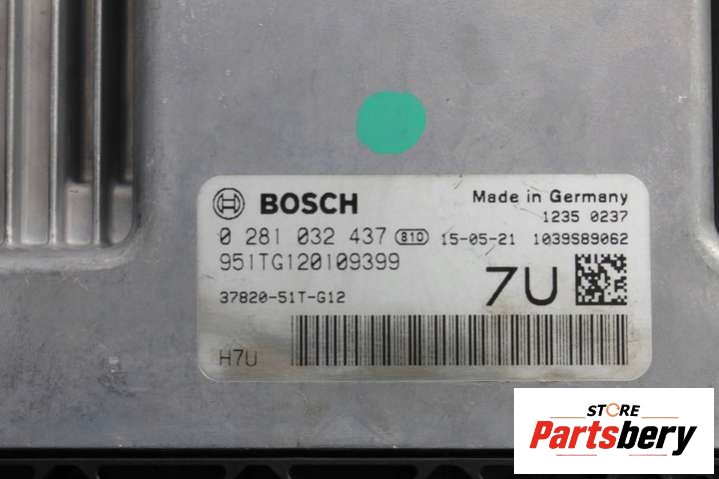 BOSCH
Made in Germany
1235 0237
0 281 032 437 810 15-05-21 1039S89062
951TG120109399
7U
37820-51T-G12
H7U
STORE
Partsbery